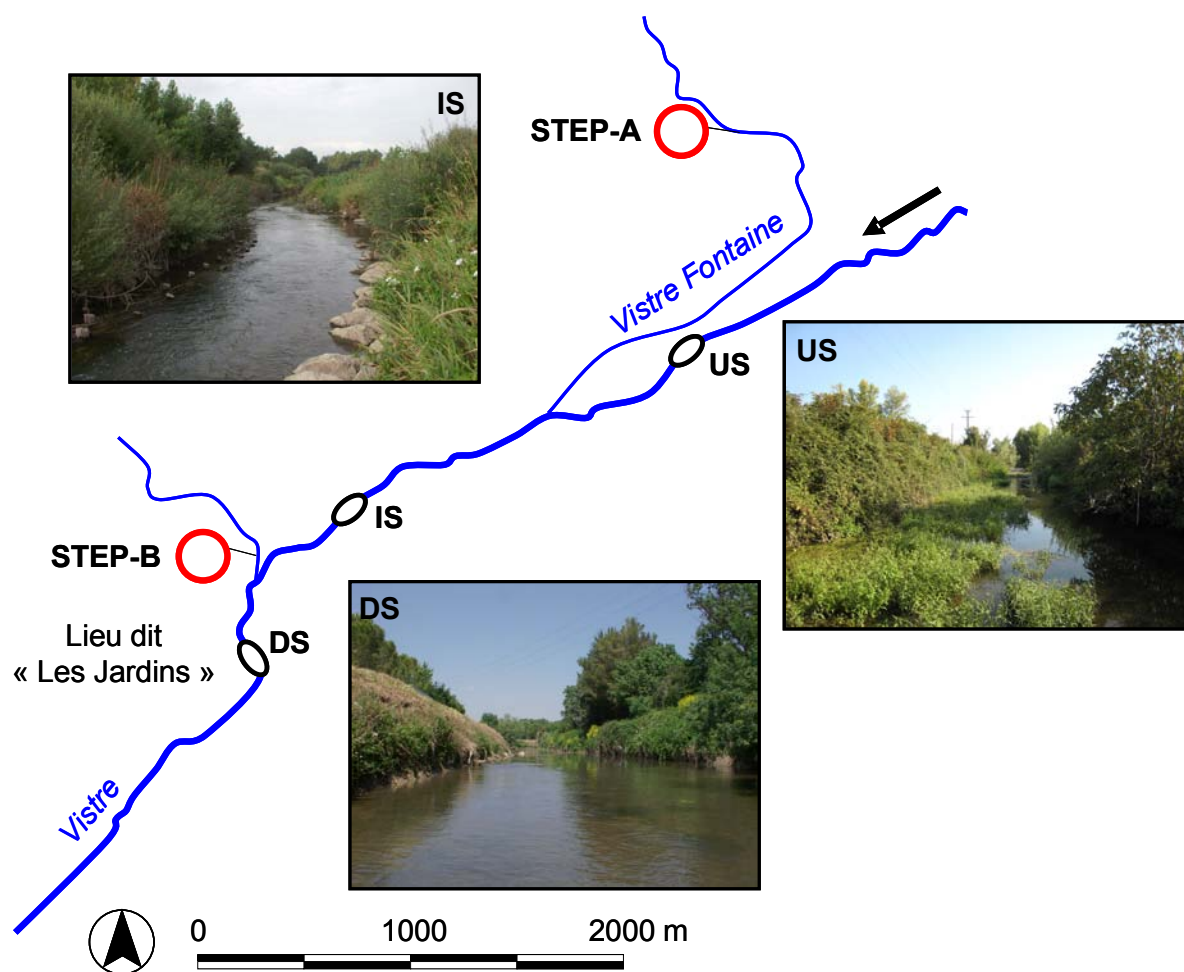 IS
STEP-A
Vistre Fontaine
US
US
IS
STEP-B
DS
Lieu dit
« Les Jardins »
DS
Vistre
0 1000 2000 m